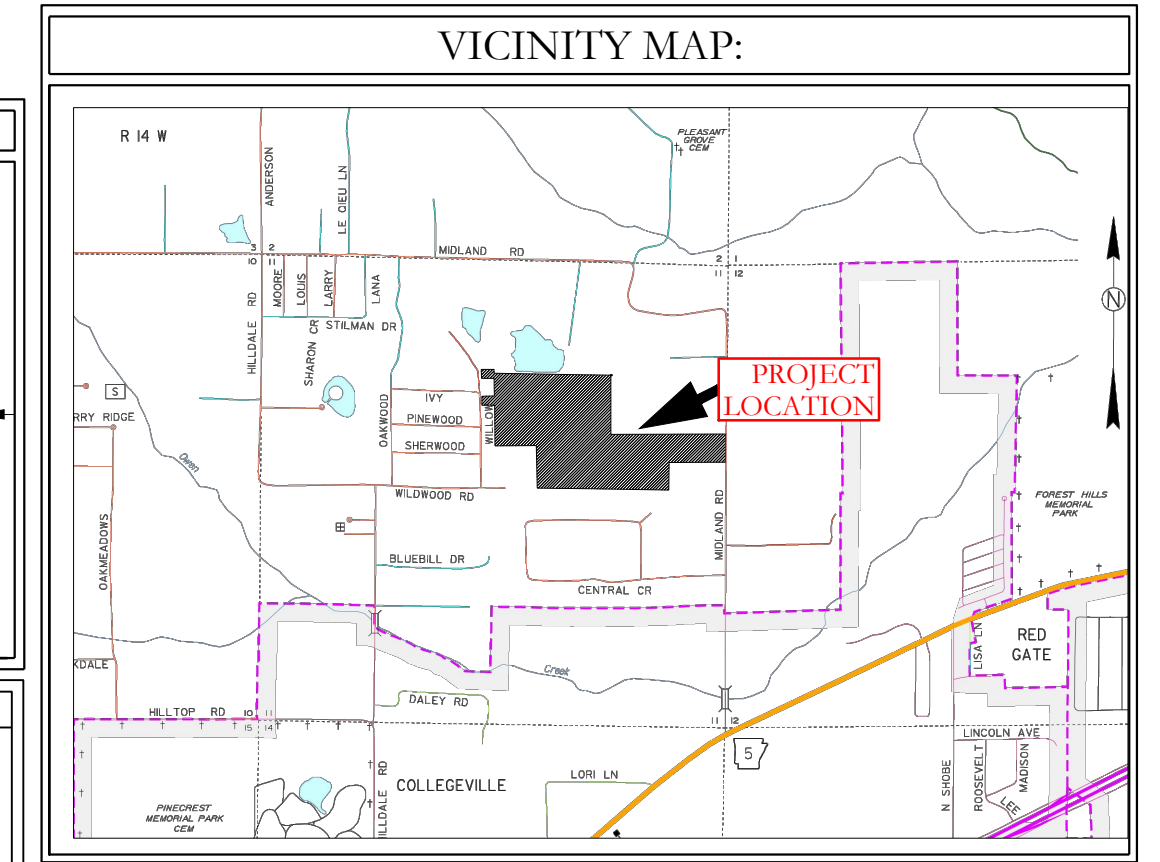 VICINITY MAP:
R 14 W
PLEASANT
GROVE
CEM
ANDERSON
LE DIEU LN
MIDLAND RD
3 2
10 11
2 1
11 12
HILLDALE RD
MOORE
LOUIS
LARRY
LANA
STILMAN DR
SHARON CR
N
S
RRY RIDGE
OAKWOOD
IVY
PINEWOOD
SHERWOOD
WILLOW
PROJECT
LOCATION
Owen
WILDWOOD RD
OAKMEADOWS
MIDLAND RD
FOREST HILLS
MEMORIAL
PARK
BLUEBILL DR
CENTRAL CR
LISA LN
RED
GATE
KDALE
Creek
DALEY RD
HILLTOP RD
10 11
15 14
11 12
5
LINCOLN AVE
LORI LN
COLLEGEVILLE
ILLDALE RD
N SHOBE
ROOSEVELT
MADISON
LEE
PINECREST
MEMORIAL PARK
CEM